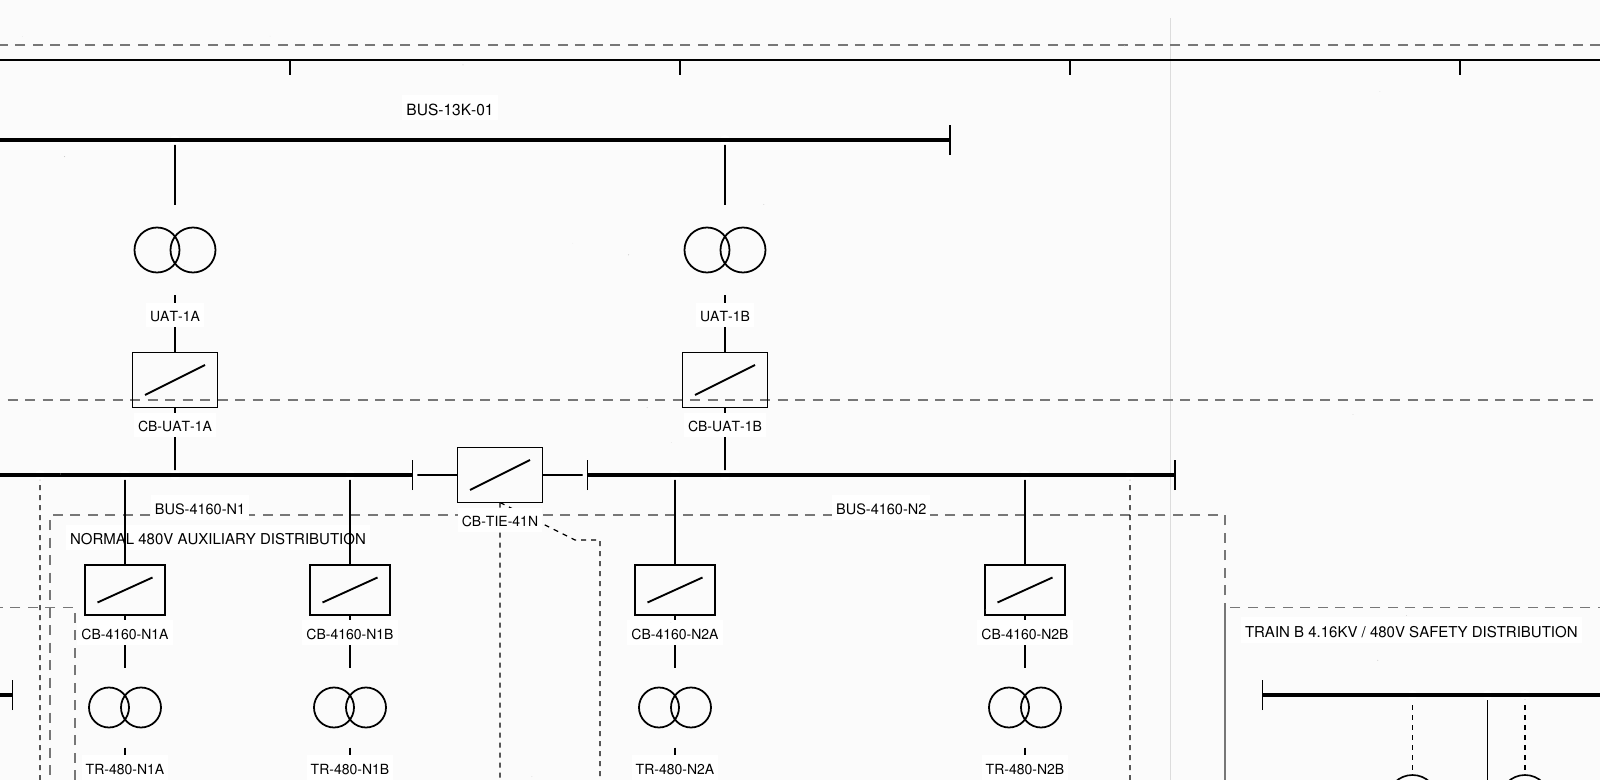 BUS-13K-01
UAT-1A
UAT-1B
CB-UAT-1A
CB-UAT-1B
BUS-4160-N1
BUS-4160-N2
CB-TIE-41N
NORMAL 480V AUXILIARY DISTRIBUTION
CB-4160-N1A
CB-4160-N1B
CB-4160-N2A
CB-4160-N2B
TRAIN B 4.16KV / 480V SAFETY DISTRIBUTION
TR-480-N1A
TR-480-N1B
TR-480-N2A
TR-480-N2B